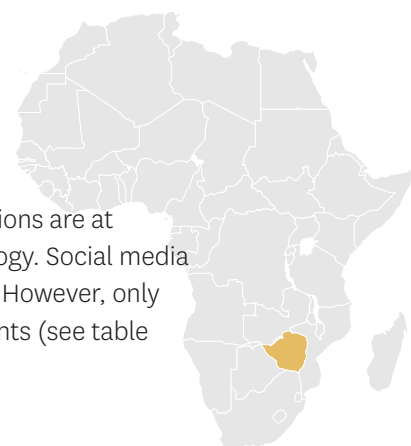 ions are at
ogy. Social media
However, only
nts (see table